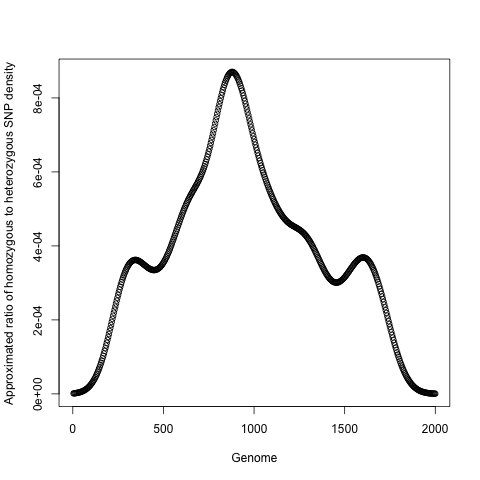 Approximated ratio of homozygous to heterozygous SNP density
8e-04
6e-04
4e-04
2e-04
0e+00
0 500 1000 1500 2000
Genome